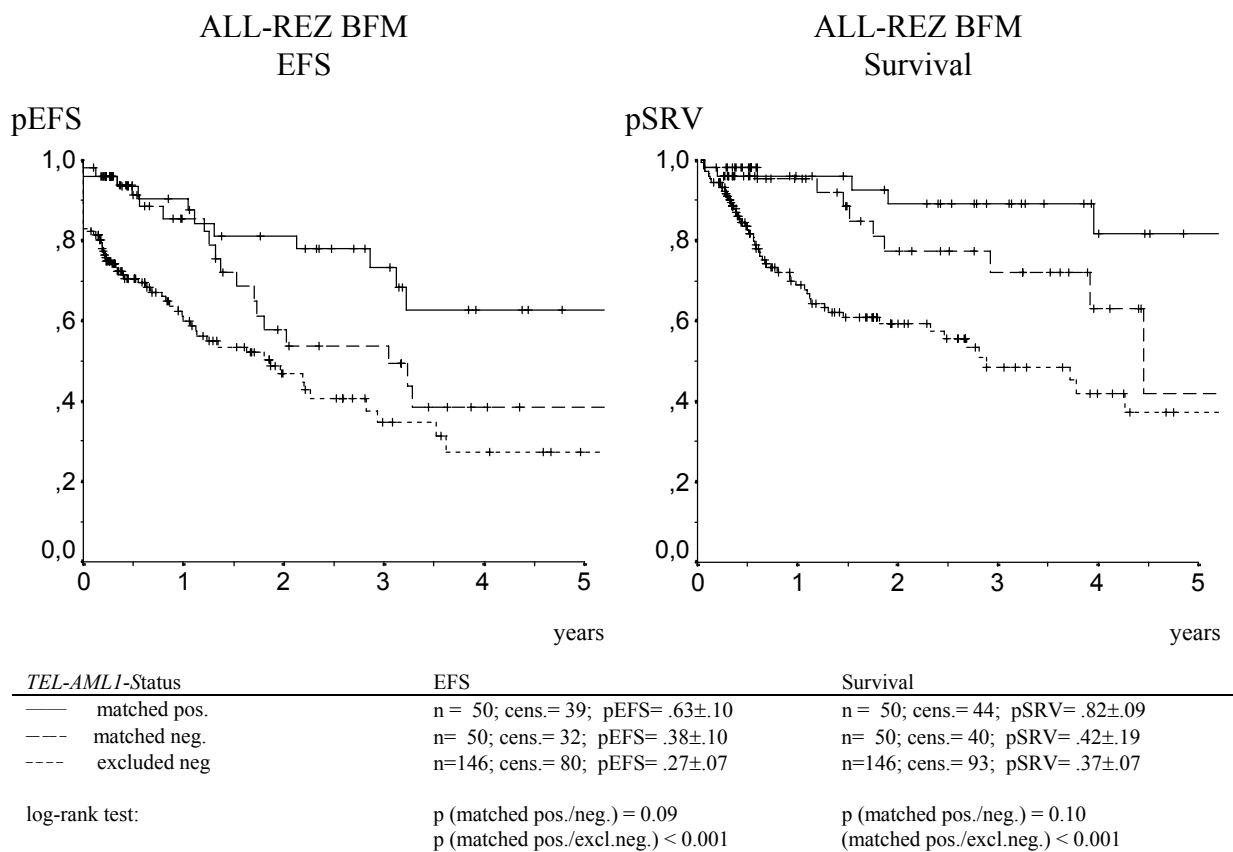 ALL-REZ BFM
EFS
pEFS
1,0
,8
,6
,4
,2
0,0
0 1 2 3 4 5
years
ALL-REZ BFM
Survival
pSRV
1,0
,8
,6
,4
,2
0,0
0 1 2 3 4 5
years
TEL-AML1-Status EFS Survival
matched pos. n = 50; cens.= 39; pEFS= .63±.10 n = 50; cens.= 44; pSRV= .82±.09
matched neg. n= 50; cens.= 32; pEFS= .38±.10 n= 50; cens.= 40; pSRV= .42±.19
excluded neg n=146; cens.= 80; pEFS= .27±.07 n=146; cens.= 93; pSRV= .37±.07
log-rank test: p (matched pos./neg.) = 0.09 p (matched pos./neg.) = 0.10
p (matched pos./excl.neg.) < 0.001 (matched pos./excl.neg.) < 0.001